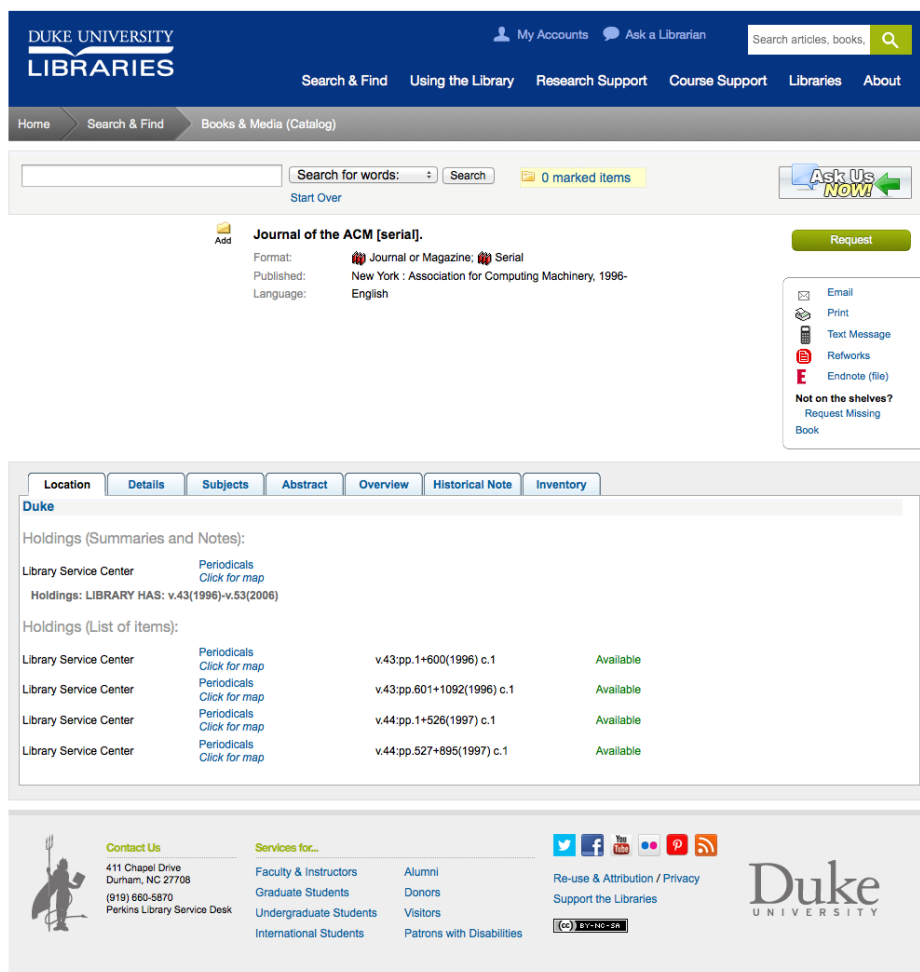 DUKE UNIVERSITY
LIBRARIES
My Accounts Ask a Librarian
Search articles, books,
Search & Find Using the Library Research Support Course Support Libraries About
Home Search & Find Books & Media (Catalog)
Search for words: Search 0 marked items
Ask Us NOW!
Start Over
Add
Journal of the ACM [serial].
Format: Journal or Magazine; Serial
Published: New York : Association for Computing Machinery, 1996-
Language: English
Request
Email
Print
Text Message
Refworks
E Endnote (file)
Not on the shelves?
Request Missing
Book
Location Details Subjects Abstract Overview Historical Note Inventory
Duke
Holdings (Summaries and Notes):
Library Service Center Periodicals
Click for map
Holdings: LIBRARY HAS: v.43(1996)-v.53(2006)
Holdings (List of items):
Library Service Center Periodicals v.43:pp.1+600(1996) c.1 Available
Click for map
Library Service Center Periodicals v.43:pp.601+1092(1996) c.1 Available
Click for map
Library Service Center Periodicals v.44:pp.1+526(1997) c.1 Available
Click for map
Library Service Center Periodicals v.44:pp.527+895(1997) c.1 Available
Click for map
Contact Us
411 Chapel Drive
Durham, NC 27708
(919) 660-5870
Perkins Library Service Desk
Services for...
Faculty & Instructors
Graduate Students
Undergraduate Students
International Students
Alumni
Donors
Visitors
Patrons with Disabilities
You Tube
Re-use & Attribution / Privacy
Support the Libraries
(cc) BY-NC-SA
Duke
UNIVERSITY